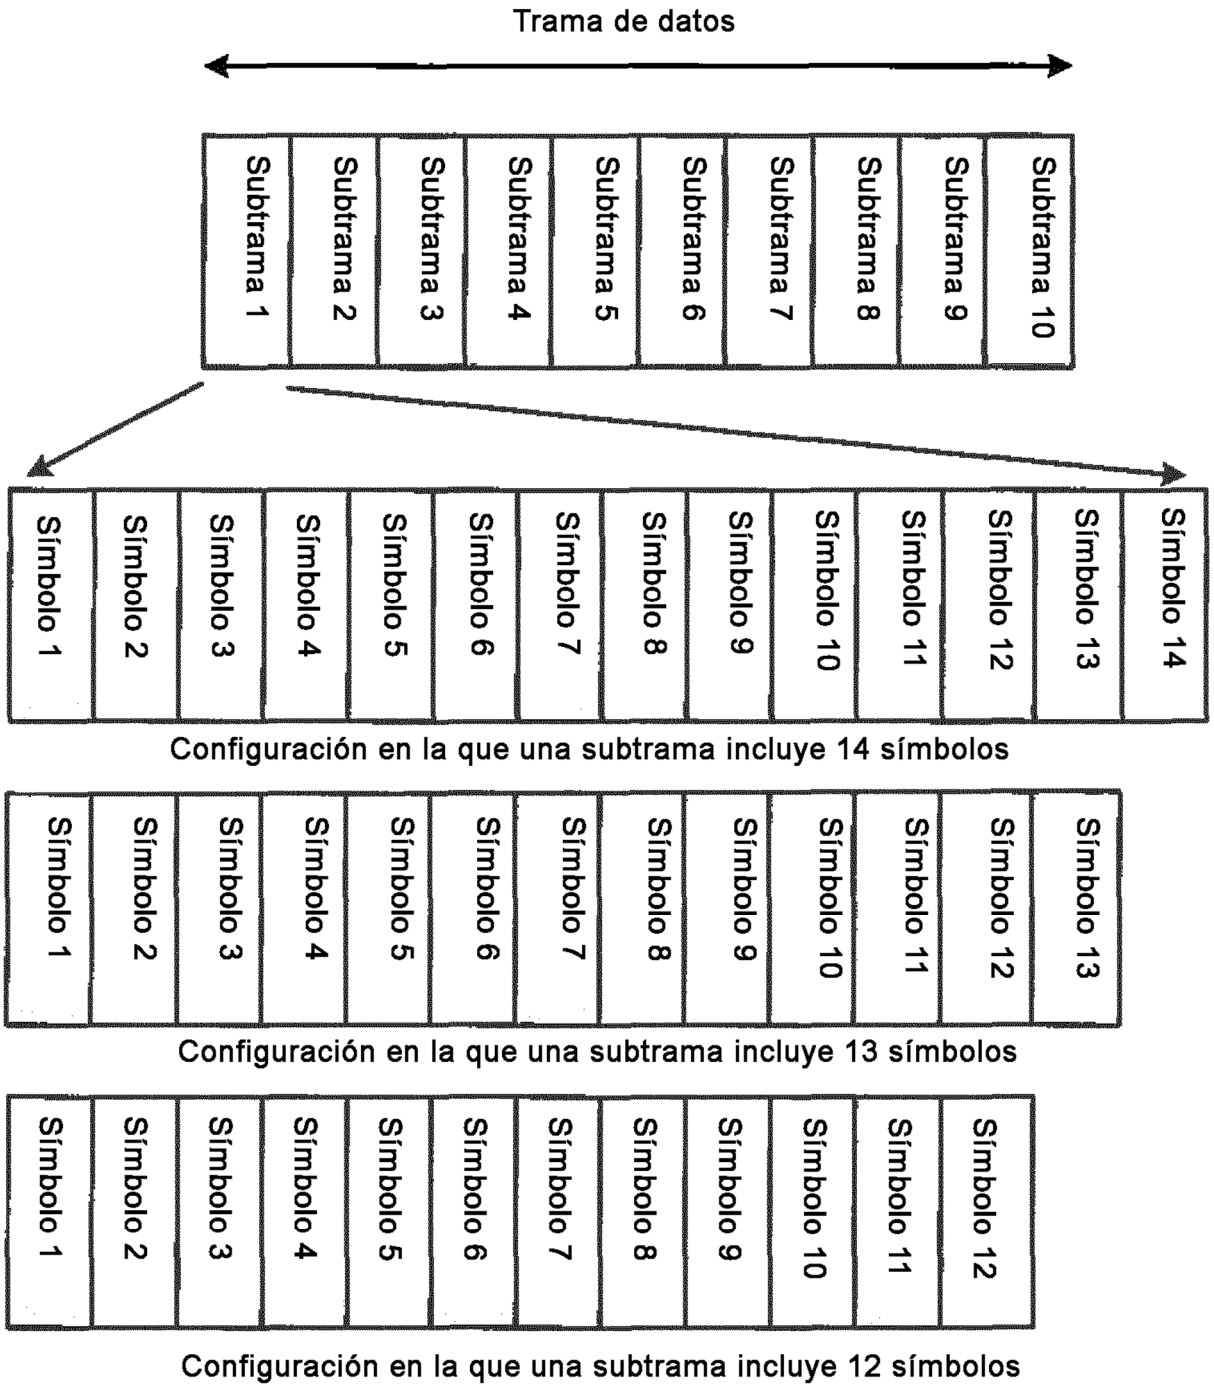 Trama de datos
Subtrama 1
Subtrama 2
Subtrama 3
Subtrama 4
Subtrama 5
Subtrama 6
Subtrama 7
Subtrama 8
Subtrama 9
Subtrama 10
Símbolo 1
Símbolo 2
Símbolo 3
Símbolo 4
Símbolo 5
Símbolo 6
Símbolo 7
Símbolo 8
Símbolo 9
Símbolo 10
Símbolo 11
Símbolo 12
Símbolo 13
Símbolo 14
Configuración en la que una subtrama incluye 14 símbolos
Símbolo 1
Símbolo 2
Símbolo 3
Símbolo 4
Símbolo 5
Símbolo 6
Símbolo 7
Símbolo 8
Símbolo 9
Símbolo 10
Símbolo 11
Símbolo 12
Símbolo 13
Configuración en la que una subtrama incluye 13 símbolos
Símbolo 1
Símbolo 2
Símbolo 3
Símbolo 4
Símbolo 5
Símbolo 6
Símbolo 7
Símbolo 8
Símbolo 9
Símbolo 10
Símbolo 11
Símbolo 12
Configuración en la que una subtrama incluye 12 símbolos